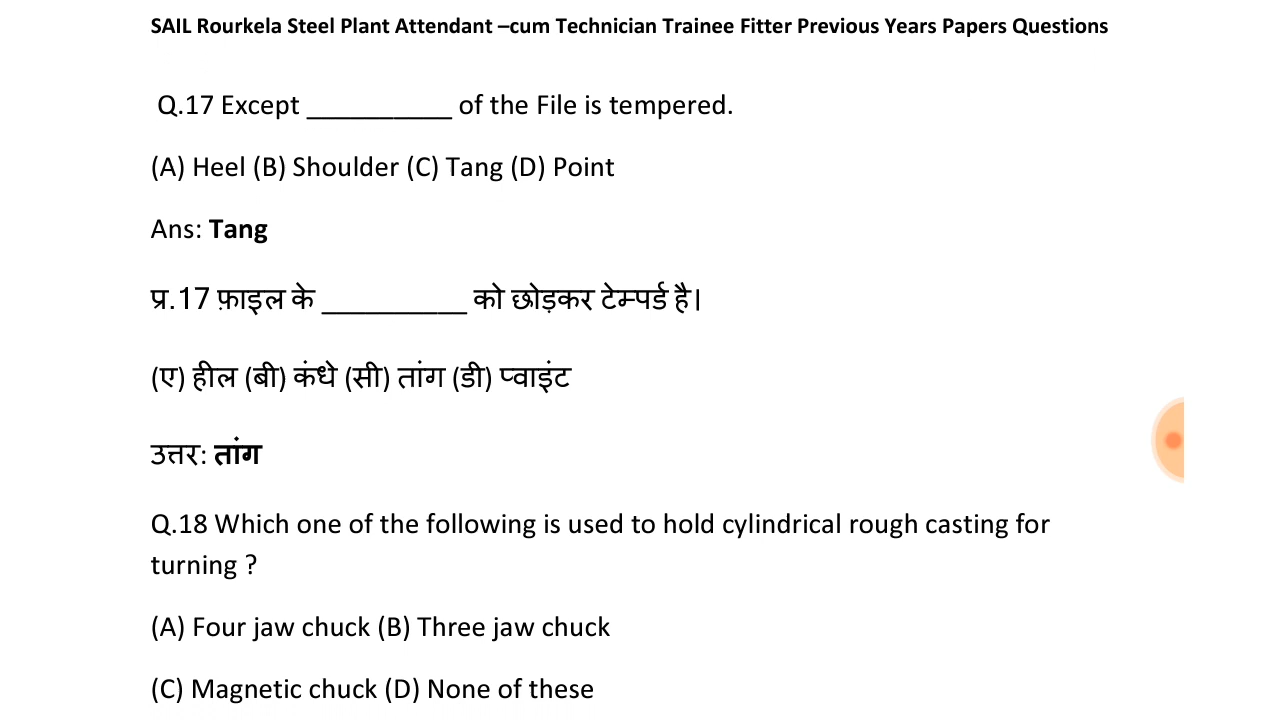 SAIL Rourkela Steel Plant Attendant –cum Technician Trainee Fitter Previous Years Papers Questions
Q.17 Except __________ of the File is tempered.
(A) Heel (B) Shoulder (C) Tang (D) Point
Ans: Tang
प्र.17 फ़ाइल के __________ को छोड़कर टेम्पर्ड है।
(ए) हील (बी) कंधे (सी) तांग (डी) प्वाइंट
उत्तर: तांग
Q.18 Which one of the following is used to hold cylindrical rough casting for
turning ?
(A) Four jaw chuck (B) Three jaw chuck
(C) Magnetic chuck (D) None of these